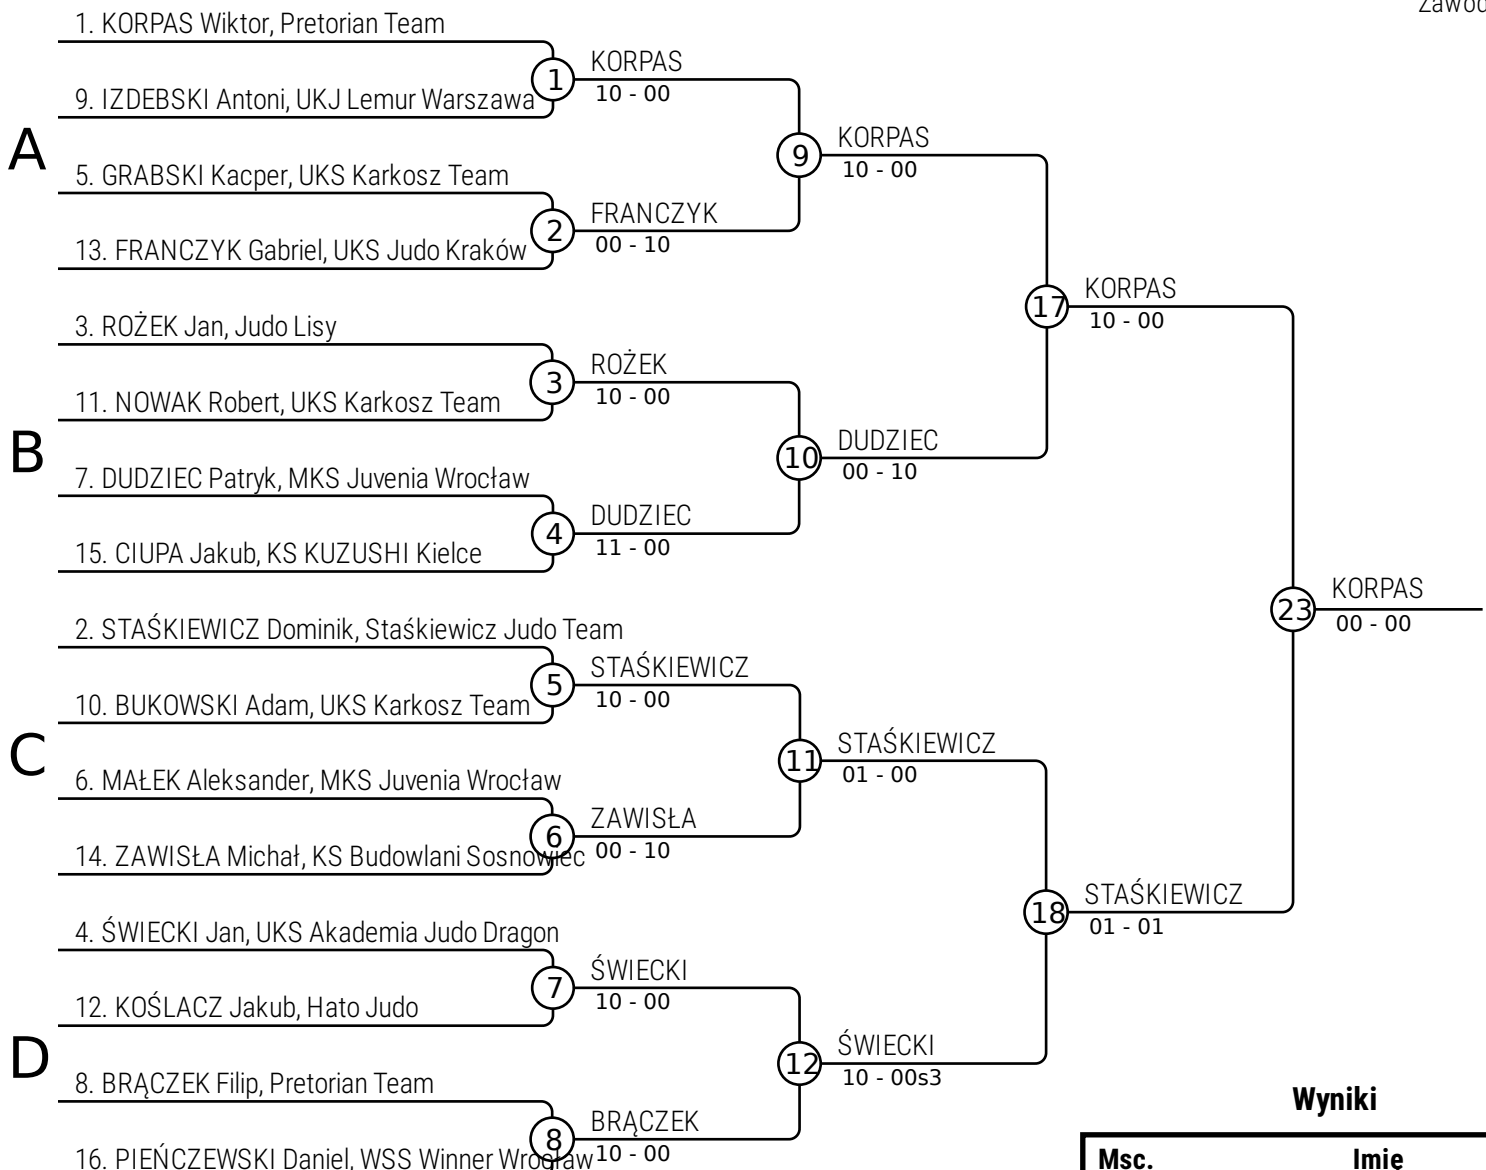 Zawod
1. KORPAS Wiktor, Pretorian Team
1
KORPAS
10 - 00
9. IZDEBSKI Antoni, UKJ Lemur Warszawa
A
9
KORPAS
10 - 00
5. GRABSKI Kacper, UKS Karkosz Team
2
FRANCZYK
00 - 10
13. FRANCZYK Gabriel, UKS Judo Kraków
17
KORPAS
10 - 00
3. ROŻEK Jan, Judo Lisy
3
ROŻEK
10 - 00
11. NOWAK Robert, UKS Karkosz Team
B
10
DUDZIEC
00 - 10
7. DUDZIEC Patryk, MKS Juvenia Wrocław
4
DUDZIEC
11 - 00
15. CIUPA Jakub, KS KUZUSHI Kielce
23
KORPAS
00 - 00
2. STAŚKIEWICZ Dominik, Staśkiewicz Judo Team
5
STAŚKIEWICZ
10 - 00
10. BUKOWSKI Adam, UKS Karkosz Team
C
11
STAŚKIEWICZ
01 - 00
6. MAŁEK Aleksander, MKS Juvenia Wrocław
6
ZAWISŁA
00 - 10
14. ZAWISŁA Michał, KS Budowlani Sosnowiec
18
STAŚKIEWICZ
01 - 01
4. ŚWIECKI Jan, UKS Akademia Judo Dragon
7
ŚWIECKI
10 - 00
12. KOŚLACZ Jakub, Hato Judo
D
12
ŚWIECKI
10 - 00s3
8. BRĄCZEK Filip, Pretorian Team
8
BRĄCZEK
10 - 00
16. PIEŃCZEWSKI Daniel, WSS Winner Wrocław
Wyniki
Msc. Imię